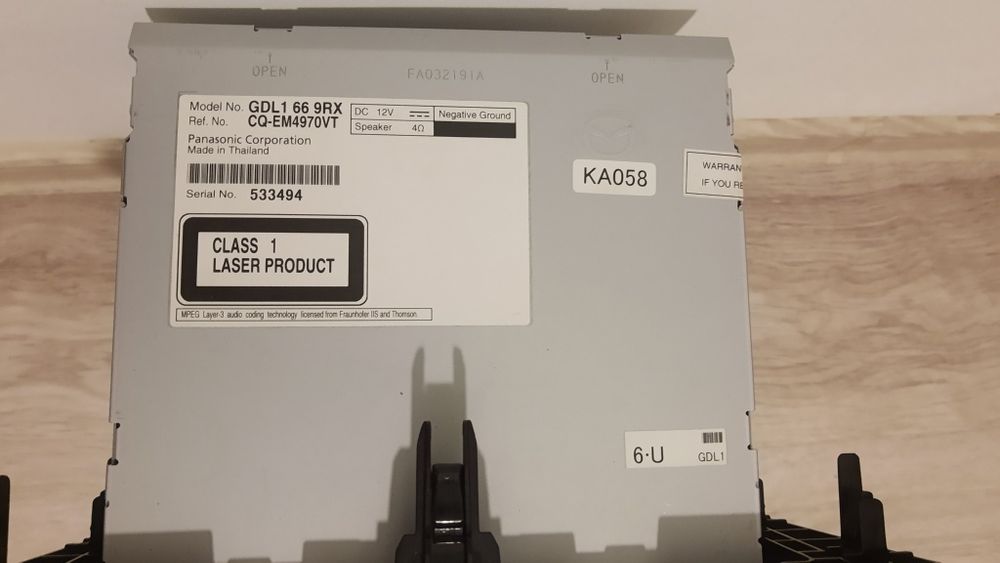 OPEN
FA032191A
OPEN
Model No. GDL1 66 9RX
Ref. No. CQ-EM4970VT
Panasonic Corporation
Made in Thailand
Serial No. 533494
DC 12V
Negative Ground
Speaker 4Ω
CLASS 1
LASER PRODUCT
MPEG Layer-3 audio coding technology licensed from Fraunhofer IIS and Thomson.
KA058
WARRAN
IF YOU RE
6·U
GDL1